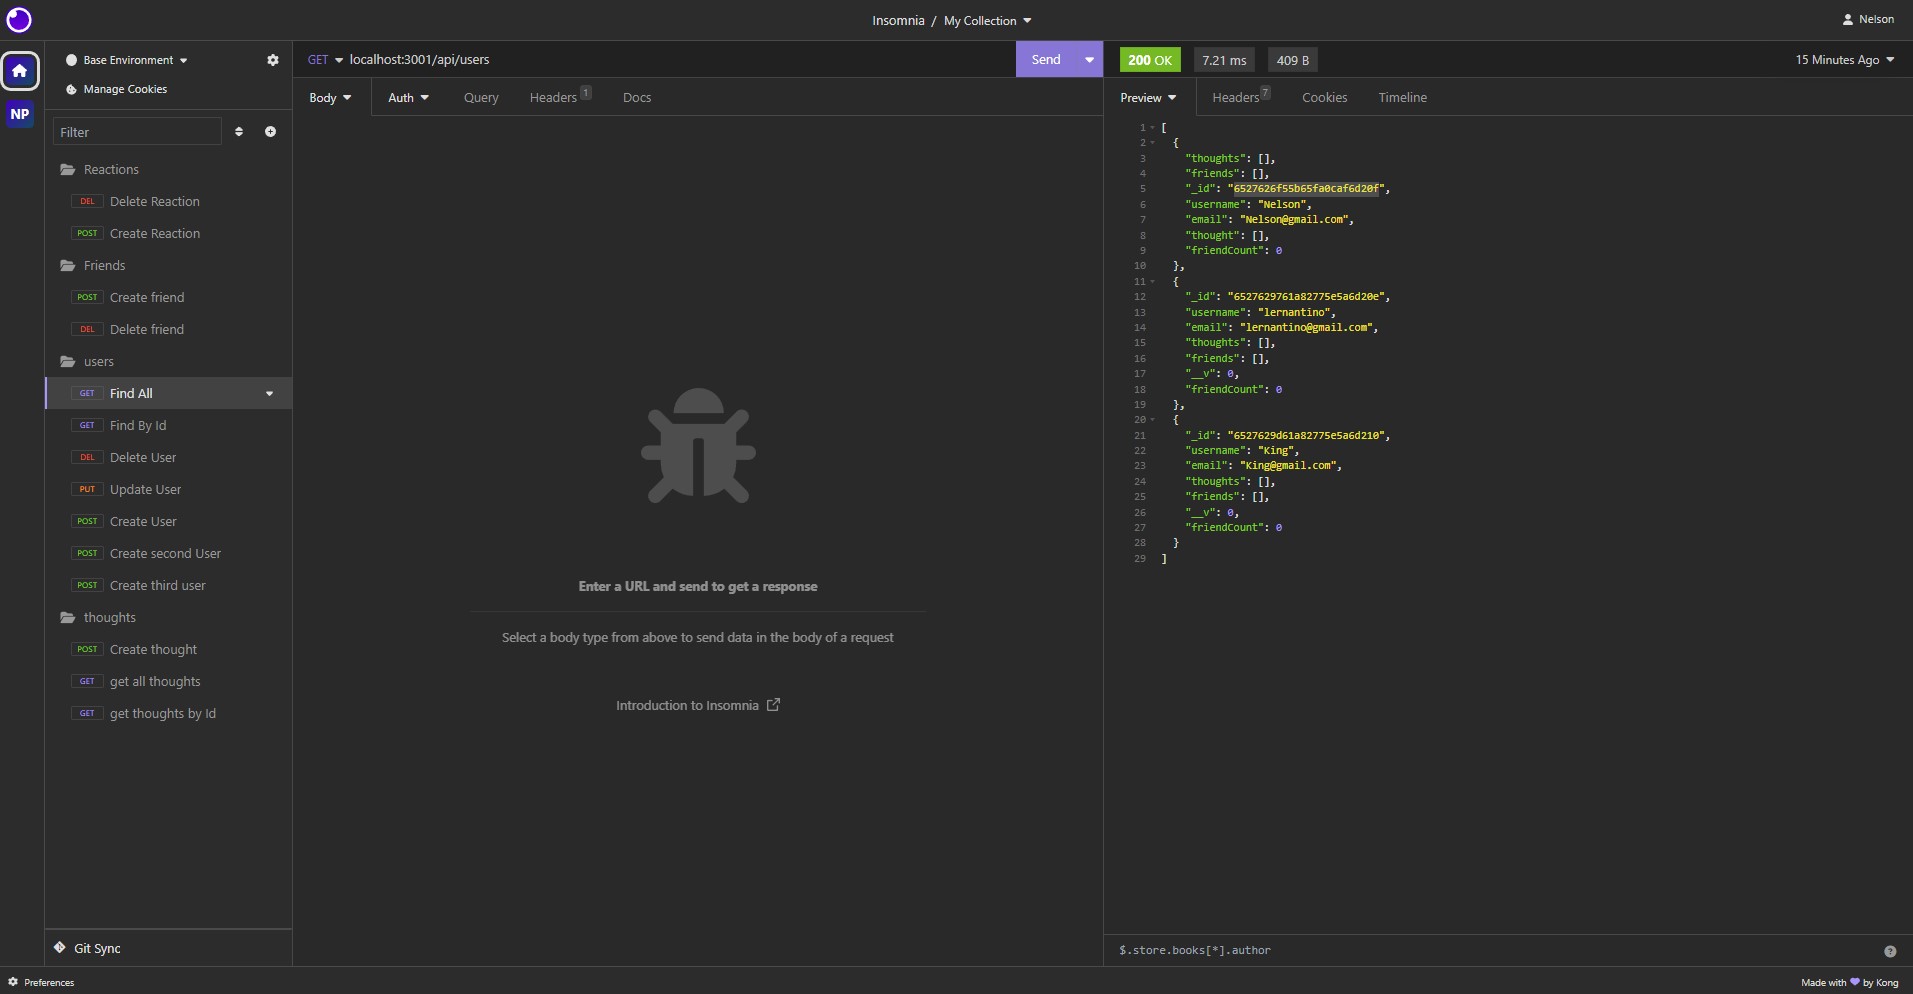 Insomnia / My Collection
Nelson
Base Environment
Manage Cookies
NP
Filter
Reactions
DEL Delete Reaction
POST Create Reaction
Friends
POST Create friend
DEL Delete friend
users
GET Find All
GET Find By Id
DEL Delete User
PUT Update User
POST Create User
POST Create second User
POST Create third user
thoughts
POST Create thought
GET get all thoughts
GET get thoughts by Id
Git Sync
Preferences
GET localhost:3001/api/users
Send
Body Auth Query Headers 1 Docs
Enter a URL and send to get a response
Select a body type from above to send data in the body of a request
Introduction to Insomnia
200 OK 7.21 ms 409 B 15 Minutes Ago
Preview Headers 7 Cookies Timeline
1 [
2 {
3 "thoughts": [],
4 "friends": [],
5 "_id": "6527626f55b65fa0caf6d20f",
6 "username": "Nelson",
7 "email": "Nelson@gmail.com",
8 "thought": [],
9 "friendCount": 0
10 },
11 {
12 "_id": "6527629761a82775e5a6d20e",
13 "username": "lernantino",
14 "email": "lernantino@gmail.com",
15 "thoughts": [],
16 "friends": [],
17 "__v": 0,
18 "friendCount": 0
19 },
20 {
21 "_id": "6527629d61a82775e5a6d210",
22 "username": "King",
23 "email": "King@gmail.com",
24 "thoughts": [],
25 "friends": [],
26 "__v": 0,
27 "friendCount": 0
28 }
29 ]
$.store.books[*].author
?
Made with by Kong